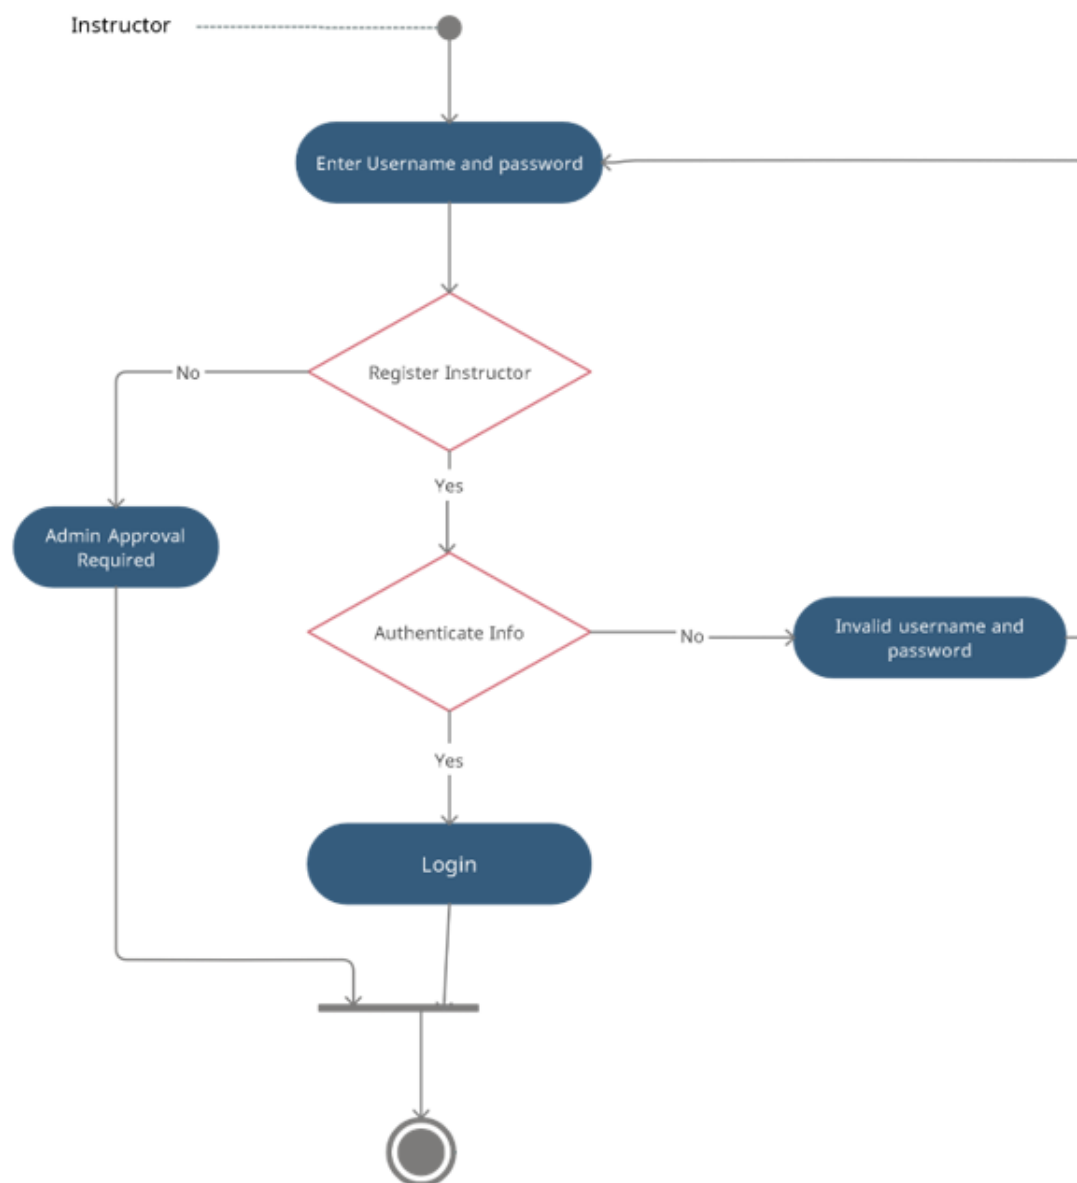 Instructor
Enter Username and password
Register Instructor
No
Yes
Admin Approval
Required
Authenticate Info
No
Invalid username and
password
Yes
Login